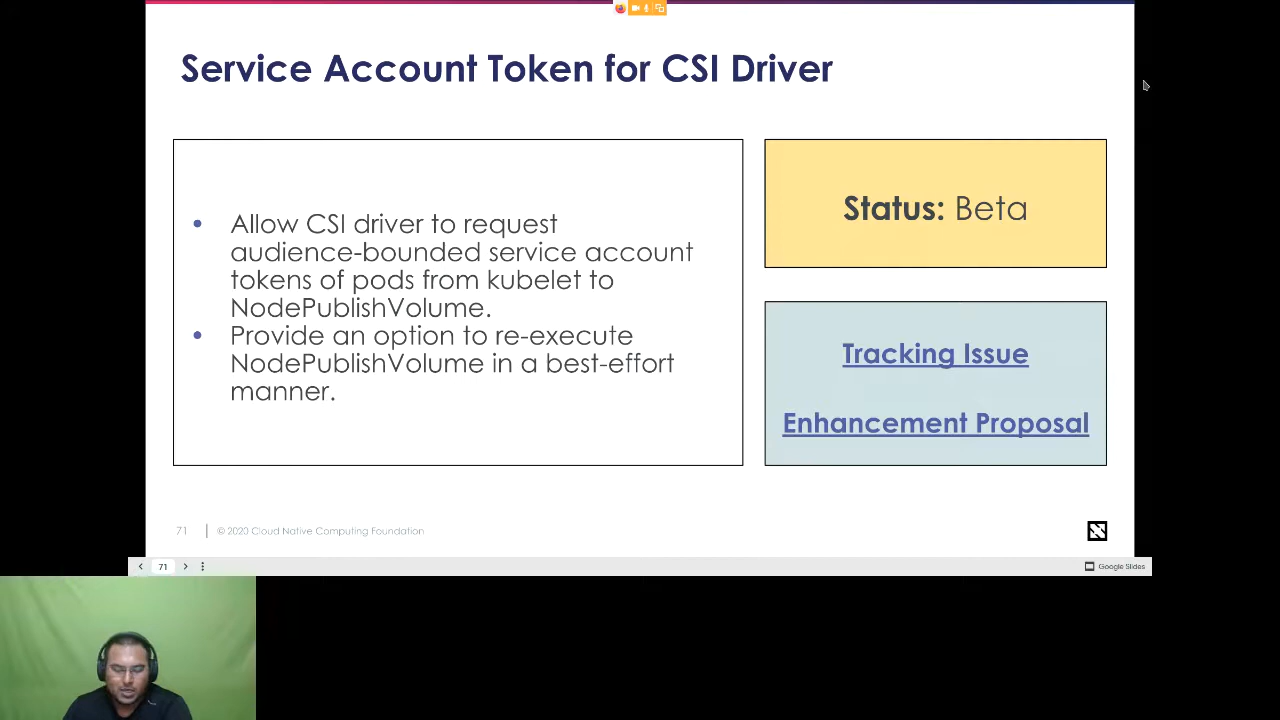 Service Account Token for CSI Driver
• Allow CSI driver to request
audience-bounded service account
tokens of pods from kubelet to
NodePublishVolume.
• Provide an option to re-execute
NodePublishVolume in a best-effort
manner.
Status: Beta
Tracking Issue
Enhancement Proposal
71 © 2020 Cloud Native Computing Foundation
71
Google Slides